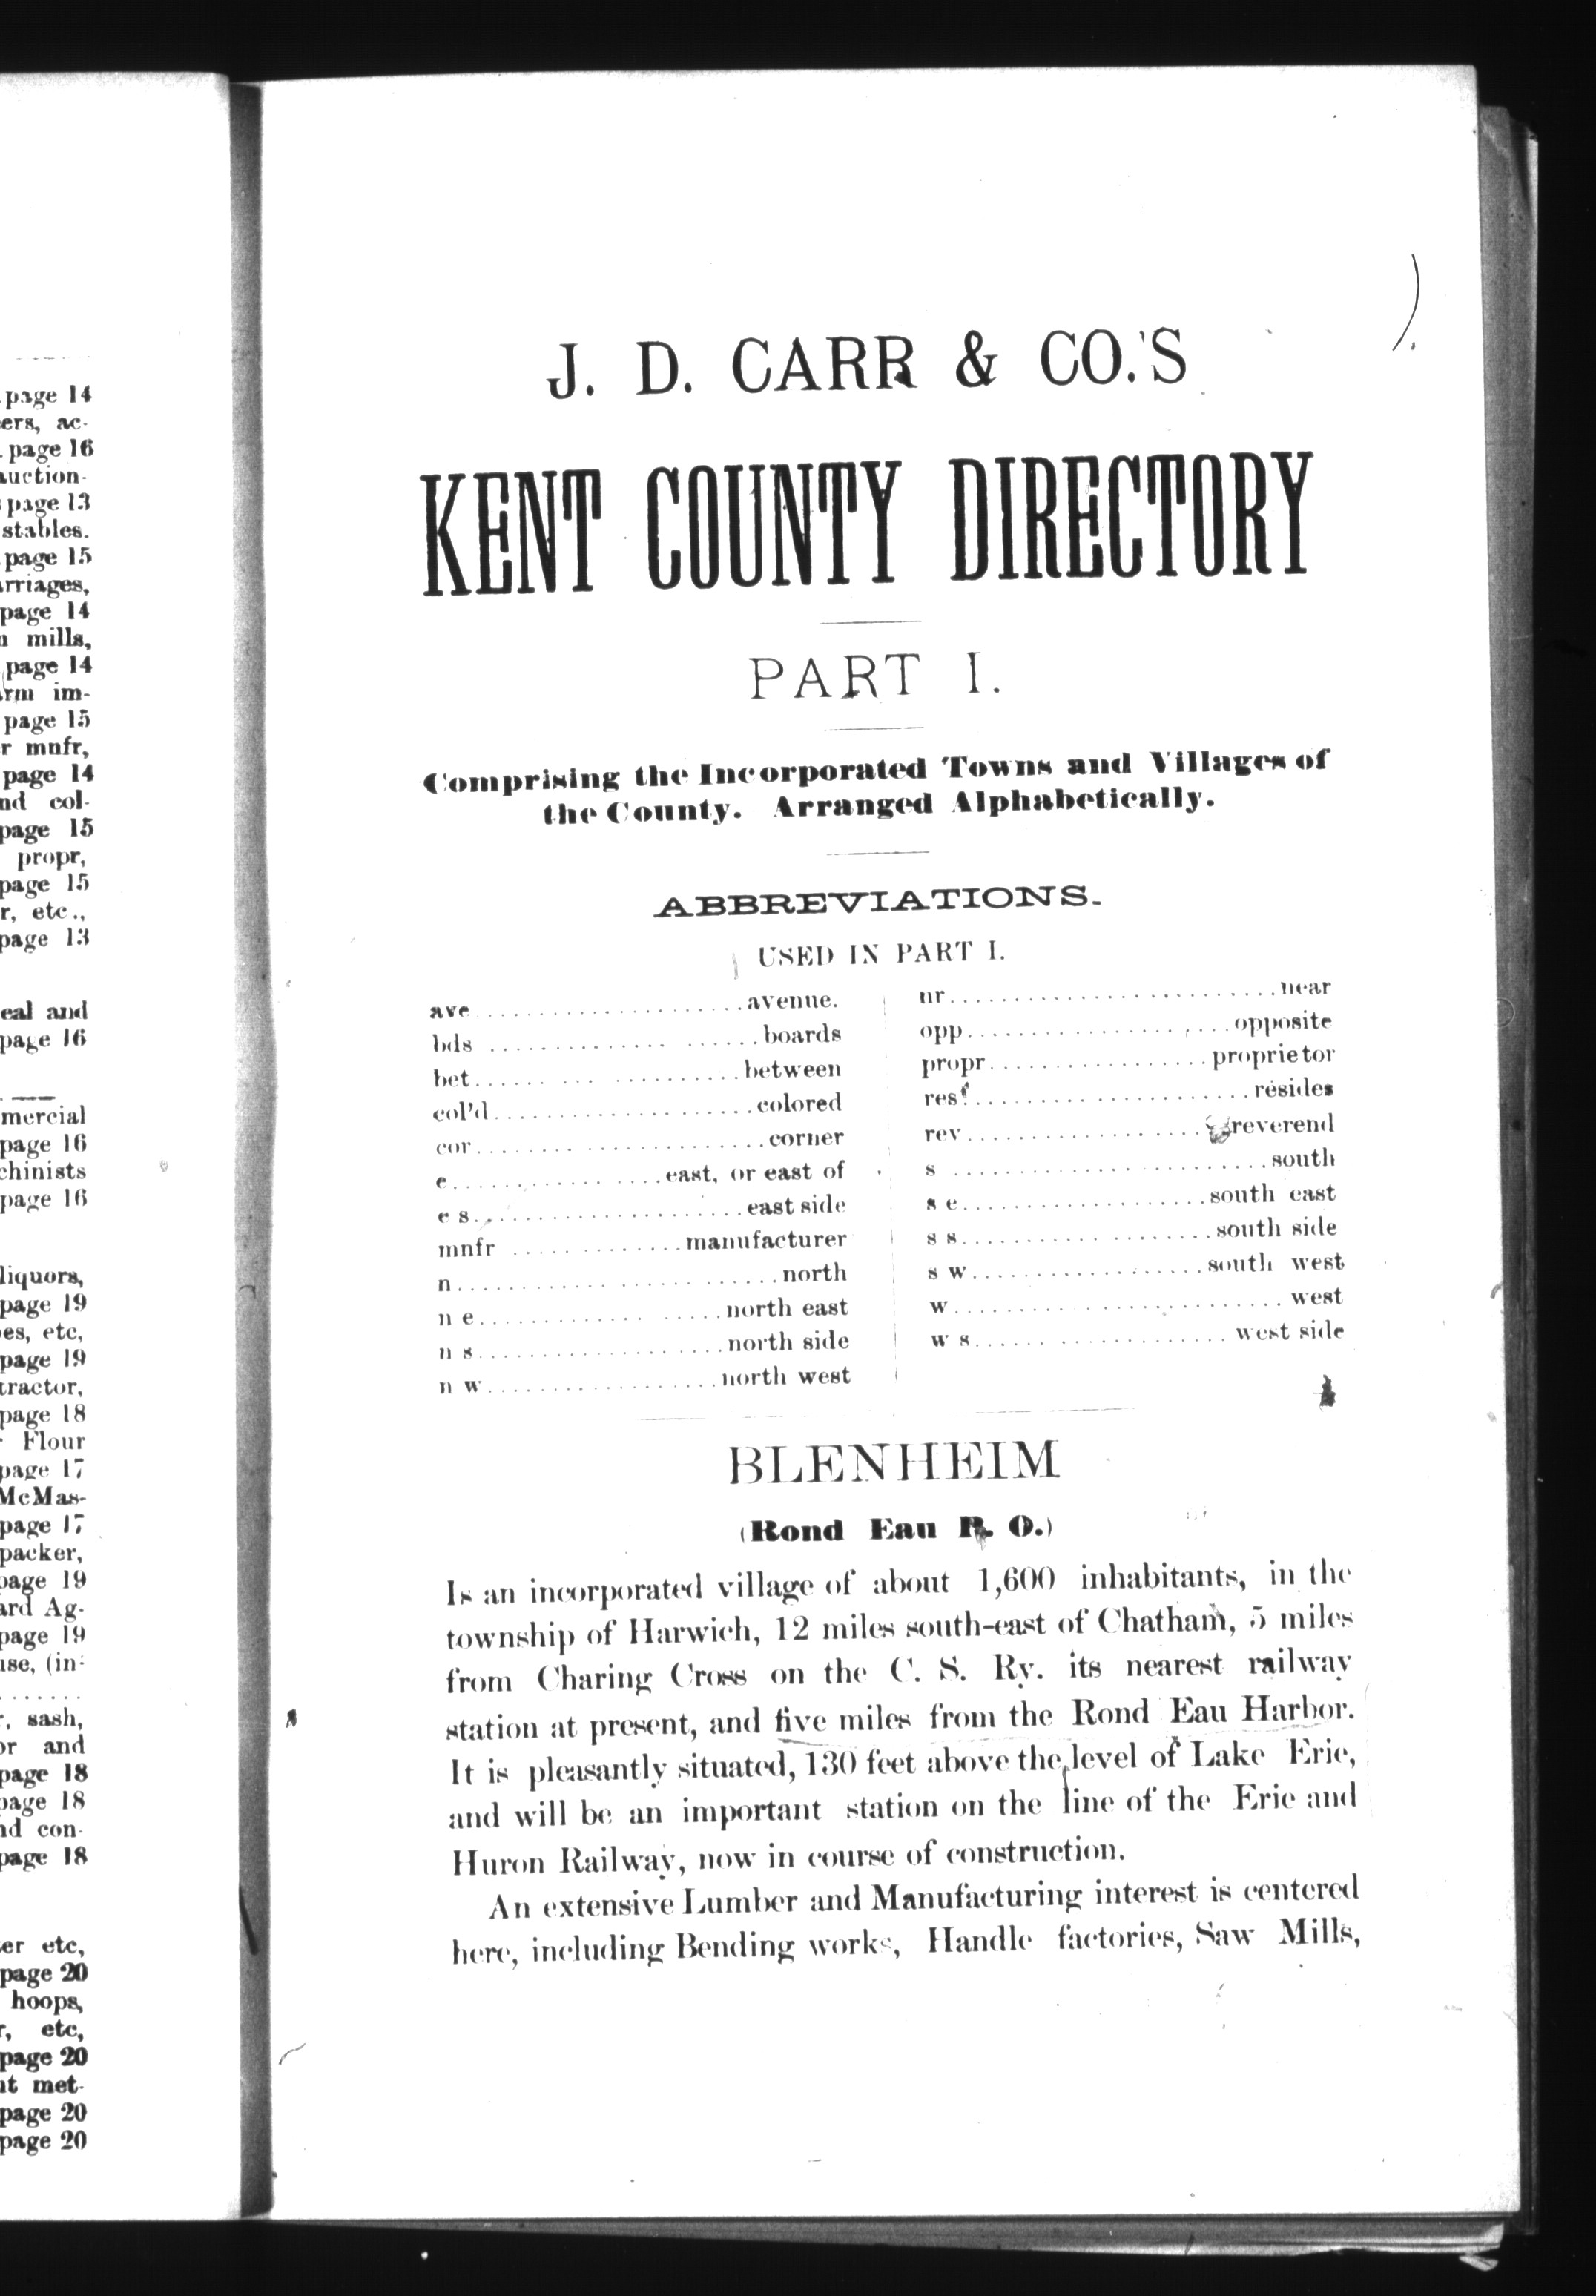 page 14
ers, ac-
page 16
auction-
page 13
stables.
page 15
arriages,
page 14
n mills,
page 14
arm im-
page 15
r mnfr,
page 14
nd col-
page 15
propr,
page 15
r, etc.,
page 13
eal and
page 16
mercial
page 16
chinists
page 16
liquors,
page 19
es, etc,
page 19
tractor,
page 18
Flour
page 17
McMas-
page 17
packer,
page 19
ard Ag-
page 19
use, (in-
.......
r, sash,
or and
page 18
page 18
nd con-
page 18
er etc,
page 20
hoops,
r, etc,
page 20
ut met-
page 20
page 20
J. D. CARR & CO.'S
KENT COUNTY DIRECTORY
PART I.
Comprising the Incorporated Towns and Villages of
the County. Arranged Alphabetically.
ABBREVIATIONS.
USED IN PART I.
ave.....................avenue.
bds.....................boards
bet.....................between
col'd....................colored
cor.....................corner
e................east, or east of
e s.....................east side
mnfr.............manufacturer
n.........................north
n e...................north east
n s...................north side
n w..................north west
nr.........................near
opp.....................opposite
propr.................proprietor
res.....................resides
rev...................reverend
s.........................south
s e...................south east
s s...................south side
s w..................south west
w..........................west
w s....................west side
BLENHEIM
(Rond Eau P. O.)
Is an incorporated village of about 1,600 inhabitants, in the
township of Harwich, 12 miles south-east of Chatham, 5 miles
from Charing Cross on the C. S. Ry. its nearest railway
station at present, and five miles from the Rond Eau Harbor.
It is pleasantly situated, 130 feet above the level of Lake Erie,
and will be an important station on the line of the Erie and
Huron Railway, now in course of construction.
An extensive Lumber and Manufacturing interest is centered
here, including Bending works, Handle factories, Saw Mills,